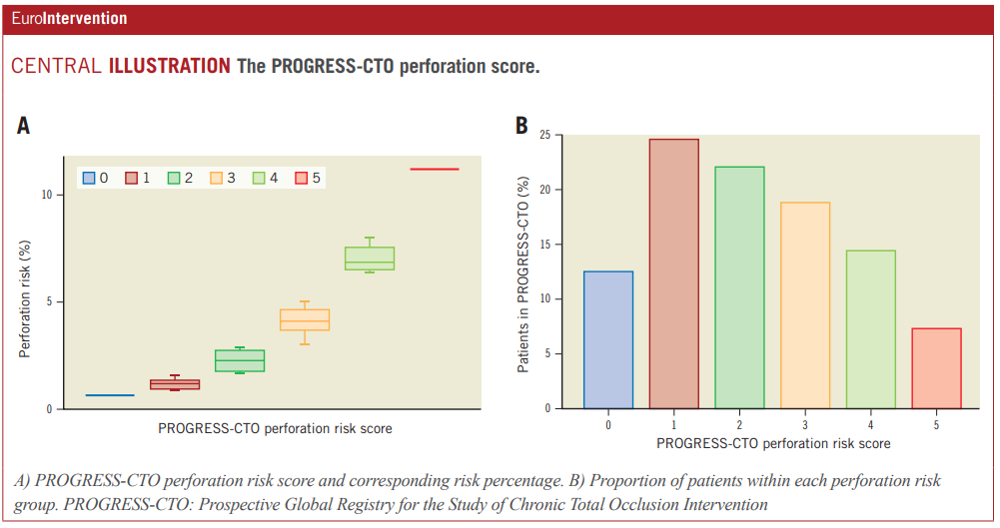 EuroIntervention
CENTRAL ILLUSTRATION The PROGRESS-CTO perforation score.
A
0 1 2 3 4 5
10
5
0
Perforation risk (%)
PROGRESS-CTO perforation risk score
B
25
20
15
10
5
0
Patients in PROGRESS-CTO (%)
0 1 2 3 4 5
PROGRESS-CTO perforation risk score
A) PROGRESS-CTO perforation risk score and corresponding risk percentage. B) Proportion of patients within each perforation risk
group. PROGRESS-CTO: Prospective Global Registry for the Study of Chronic Total Occlusion Intervention